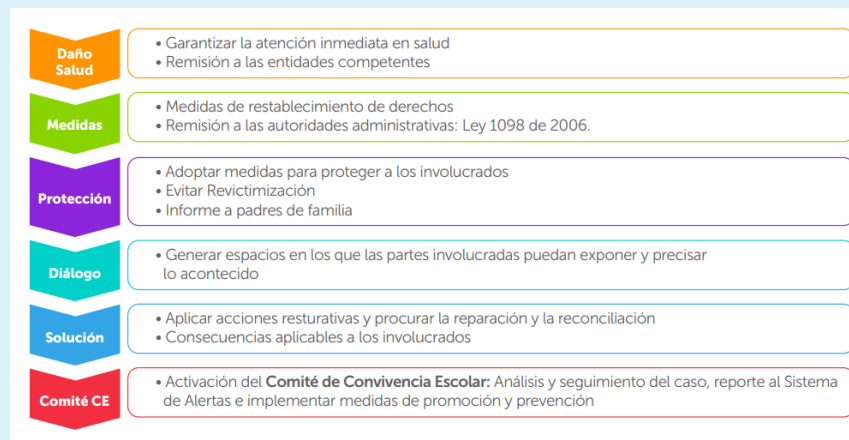 Daño
Salud
• Garantizar la atención inmediata en salud
• Remisión a las entidades competentes
Medidas
• Medidas de restablecimiento de derechos
• Remisión a las autoridades administrativas: Ley 1098 de 2006.
Protección
• Adoptar medidas para proteger a los involucrados
• Evitar Revictimización
• Informe a padres de familia
Diálogo
• Generar espacios en los que las partes involucradas puedan exponer y precisar
lo acontecido
Solución
• Aplicar acciones resturativas y procurar la reparación y la reconciliación
• Consecuencias aplicables a los involucrados
Comité CE
• Activación del Comité de Convivencia Escolar: Análisis y seguimiento del caso, reporte al Sistema
de Alertas e implementar medidas de promoción y prevención